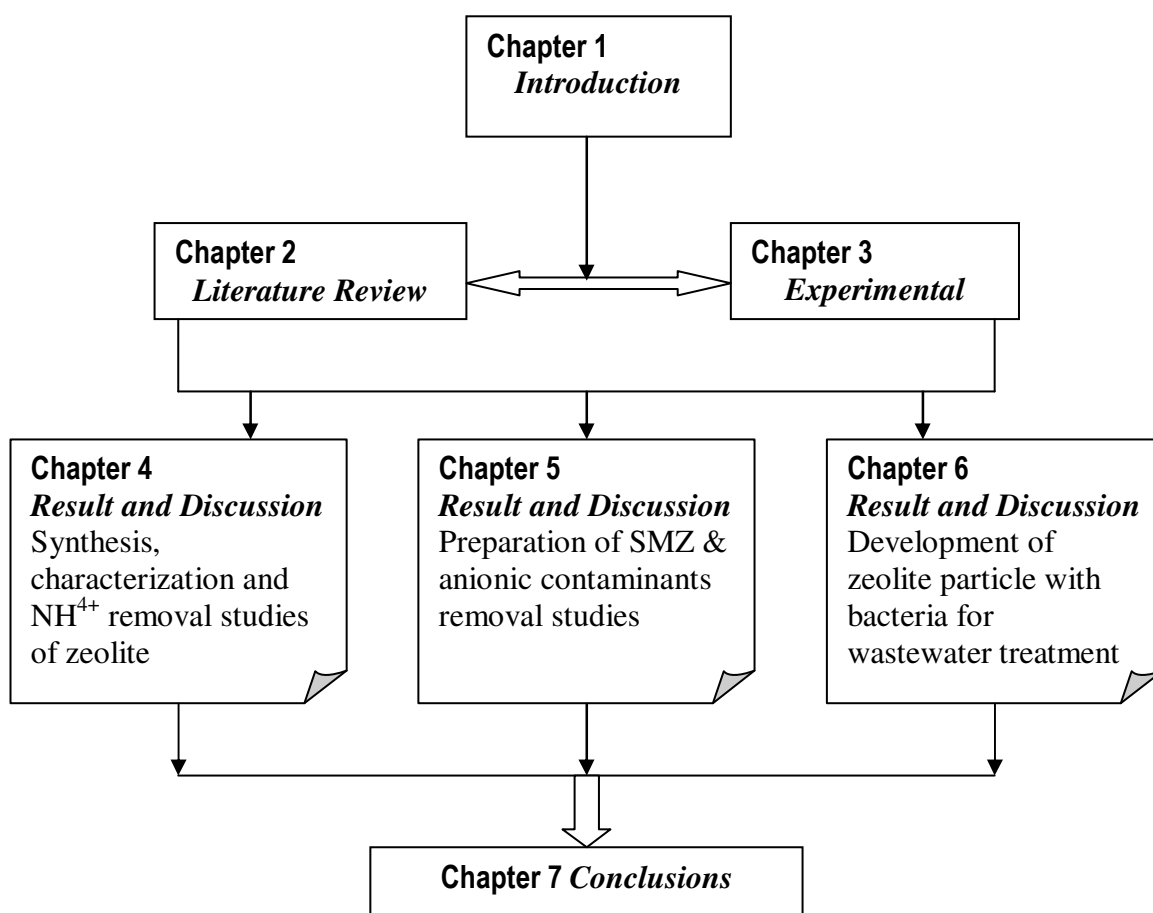 Chapter 1
Introduction
Chapter 2
Literature Review
Chapter 3
Experimental
Chapter 4
Result and Discussion
Synthesis,
characterization and
NH⁴⁺ removal studies
of zeolite
Chapter 5
Result and Discussion
Preparation of SMZ &
anionic contaminants
removal studies
Chapter 6
Result and Discussion
Development of
zeolite particle with
bacteria for
wastewater treatment
Chapter 7 Conclusions